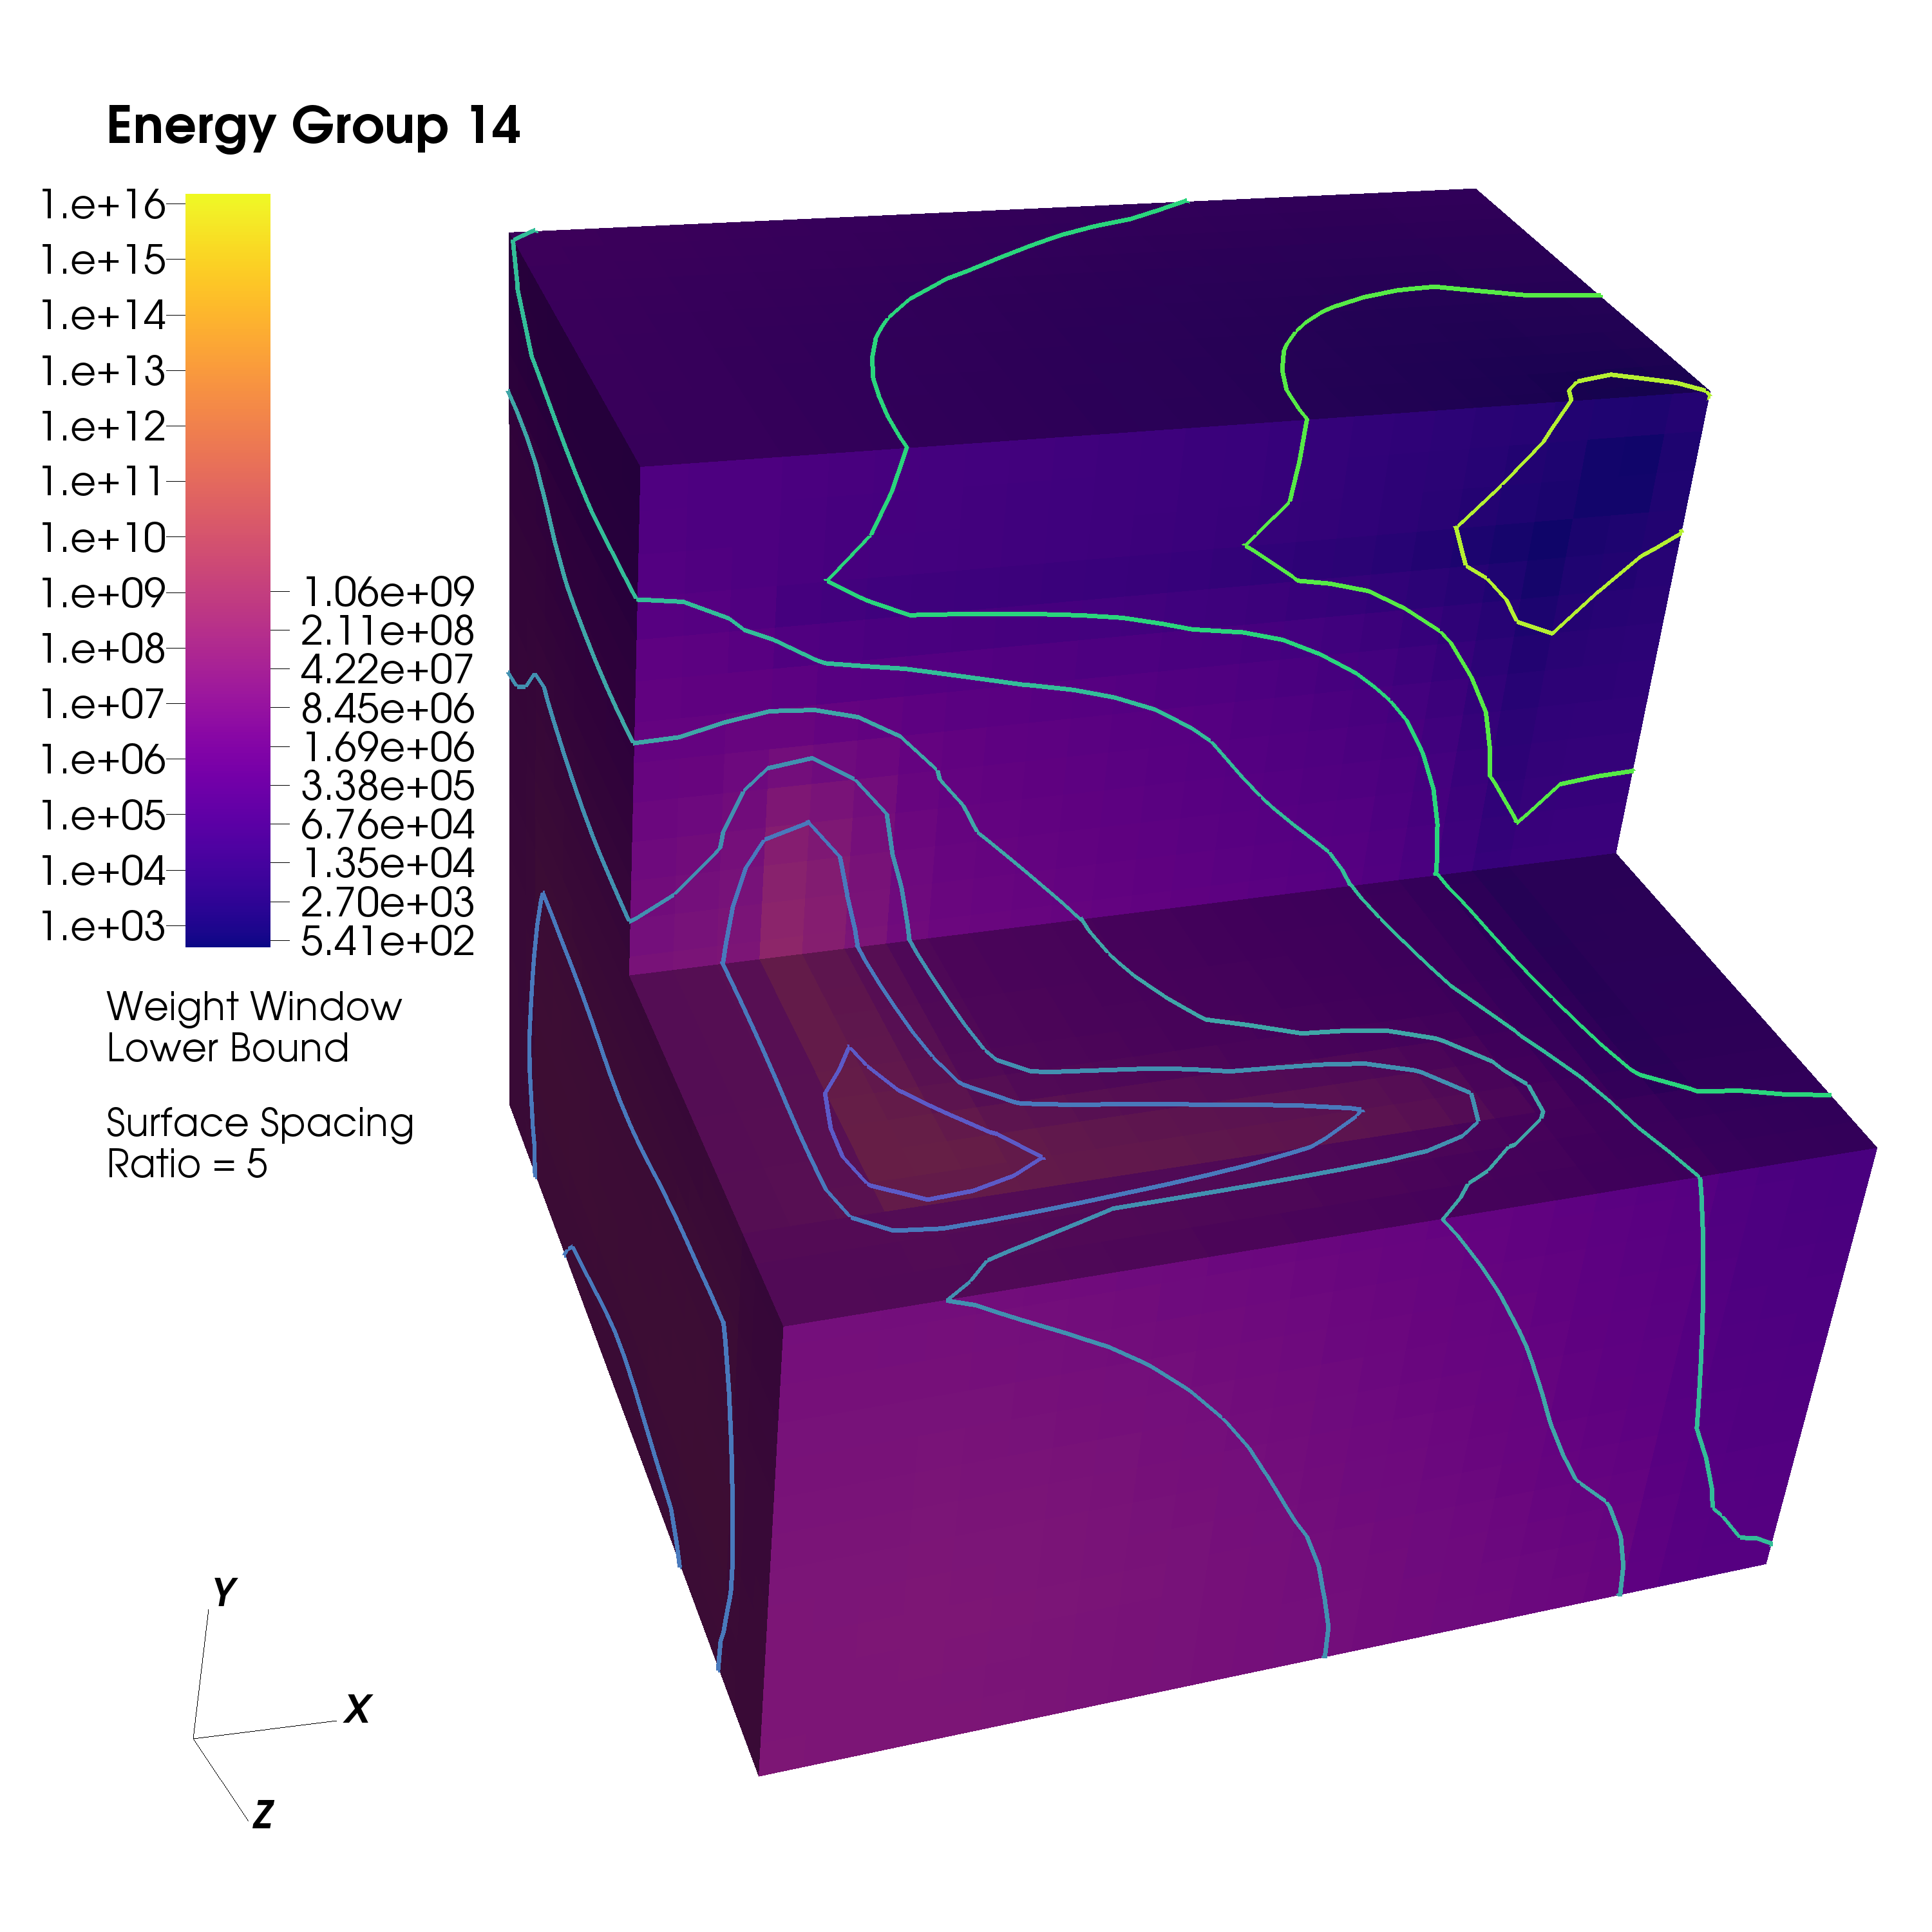 Energy Group 14
1.e+16
1.e+15
1.e+14
1.e+13
1.e+12
1.e+11
1.e+10
1.e+09
1.e+08
1.e+07
1.e+06
1.e+05
1.e+04
1.e+03
1.06e+09
2.11e+08
4.22e+07
8.45e+06
1.69e+06
3.38e+05
6.76e+04
1.35e+04
2.70e+03
5.41e+02
Weight Window
Lower Bound
Surface Spacing
Ratio = 5
Y
X
Z